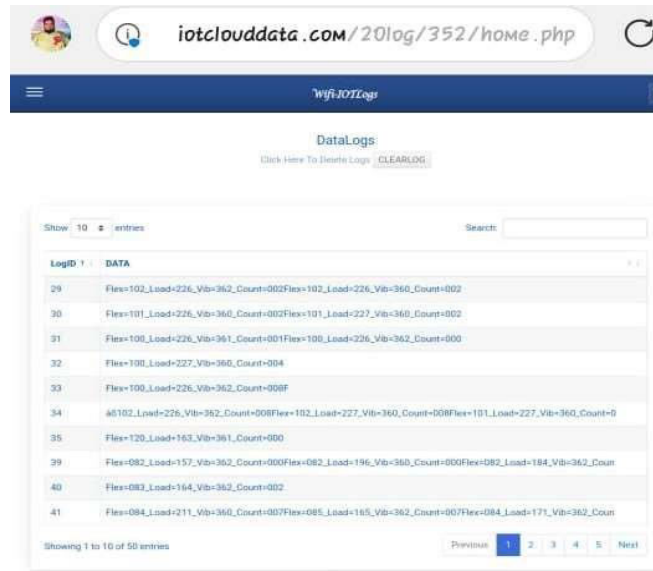 iotclouddata.com/20log/352/home.php
Wifi-IOTLogs
DataLogs
Click Here To Delete Logs CLEARLOG
Show 10 entries Search:
LogID DATA
29 Flex=102_Load=226_Vib=362_Count=002Flex=102_Load=226_Vib=360_Count=002
30 Flex=101_Load=226_Vib=360_Count=002Flex=101_Load=227_Vib=360_Count=002
31 Flex=100_Load=226_Vib=361_Count=001Flex=100_Load=226_Vib=362_Count=000
32 Flex=100_Load=227_Vib=360_Count=004
33 Flex=100_Load=226_Vib=362_Count=008F
34 _Load=226_Vib=362_Count=008Flex=102_Load=227_Vib=360_Count=008Flex=101_Load=227_Vib=360_Count=0
35 Flex=120_Load=163_Vib=361_Count=000
39 Flex=082_Load=157_Vib=362_Count=000Flex=082_Load=196_Vib=360_Count=000Flex=082_Load=184_Vib=362_Coun
40 Flex=083_Load=164_Vib=362_Count=002
41 Flex=084_Load=211_Vib=360_Count=007Flex=085_Load=165_Vib=362_Count=007Flex=084_Load=171_Vib=362_Coun
Showing 1 to 10 of 50 entries Previous 1 2 3 4 5 Next